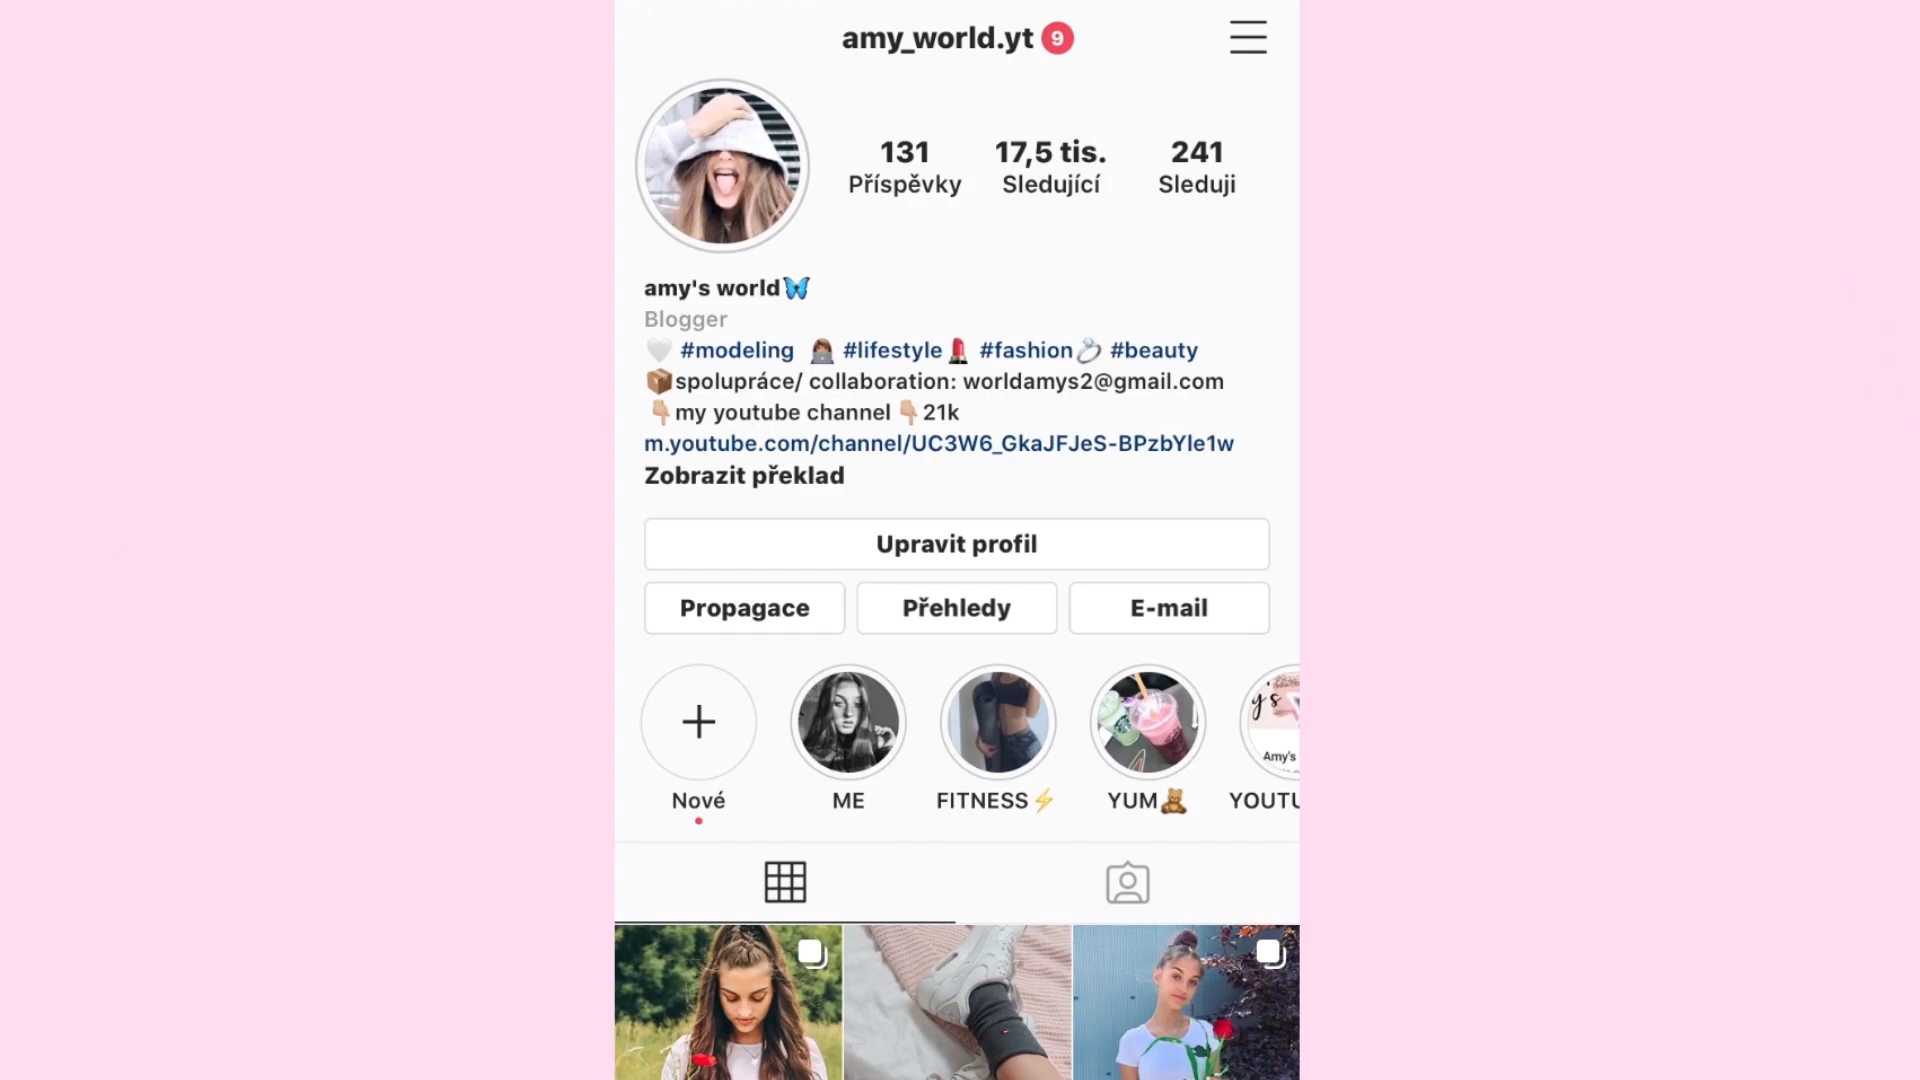 amy_world.yt 9
131 17,5 tis. 241
Příspěvky Sledující Sleduji
amy's world🦋
Blogger
🤍 #modeling 👩🏽‍💻 #lifestyle💄 #fashion💍 #beauty
📦spolupráce/ collaboration: worldamys2@gmail.com
👇🏼my youtube channel 👇🏼21k
m.youtube.com/channel/UC3W6_GkaJFJeS-BPzbYle1w
Zobrazit překlad
Upravit profil
Propagace Přehledy E-mail
y's
Amy's
Nové ME FITNESS⚡ YUM🧸 YOUTU